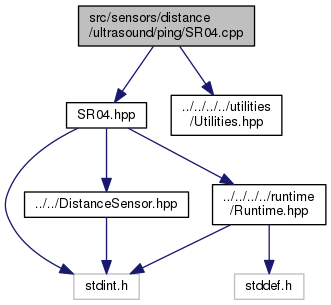 src/sensors/distance
/ultrasound/ping/SR04.cpp
SR04.hpp
../../../../utilities
/Utilities.hpp
../../DistanceSensor.hpp
../../../../runtime
/Runtime.hpp
stdint.h
stddef.h